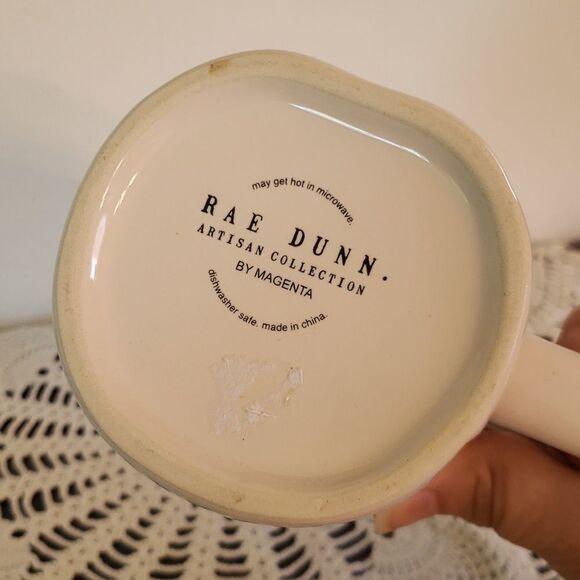 may get hot in microwave.
RAE DUNN.
ARTISAN COLLECTION
BY MAGENTA
dishwasher safe. made in china.